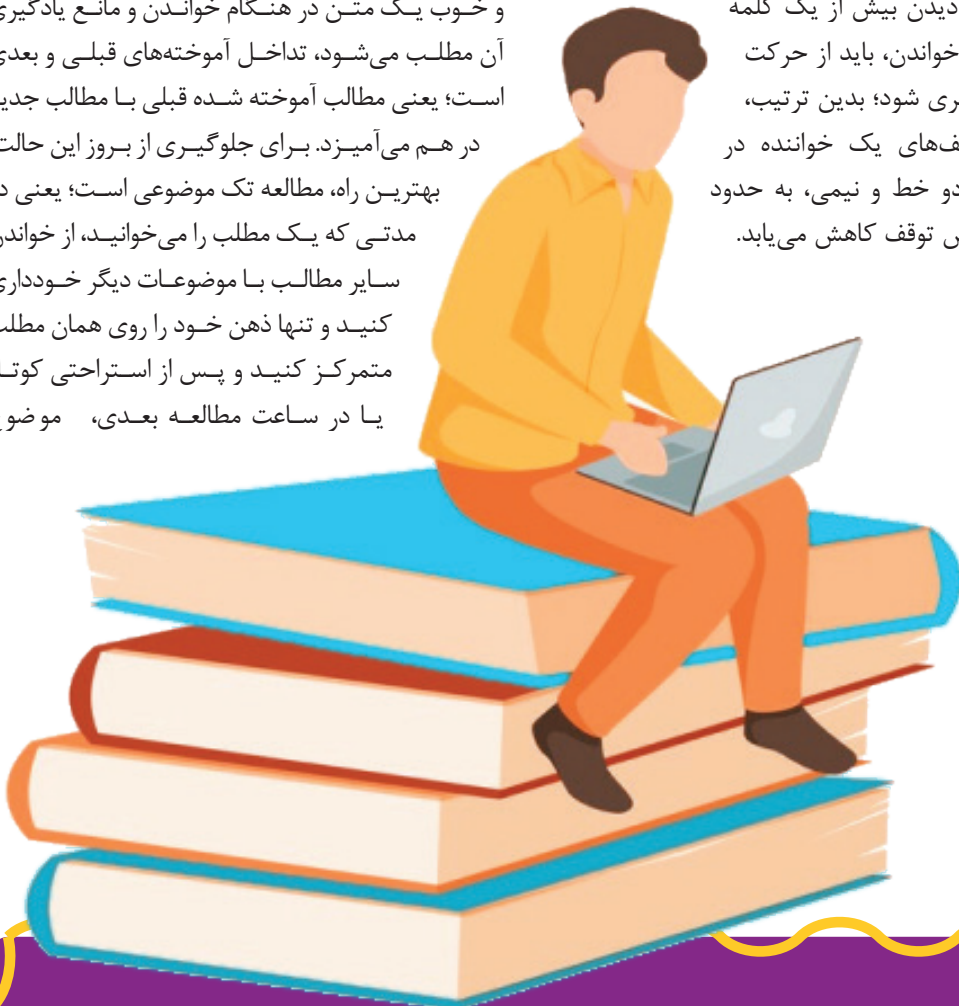 دیدن بیش از یک کلمه
خواندن، باید از حرکت
شود؛ بدین ترتیب،
یک خواننده در
دو خط و نیمی، به حدود
توقف کاهش می‌یابد.
و خوب یک متن در هنگام خواندن و مانع یادگیری
آن مطلب می‌شود، تداخل آموخته‌های قبلی و بعدی
است؛ یعنی مطالب آموخته شده قبلی با مطالب
در هم می‌آمیزد. برای جلوگیری از بروز این حالت
بهترین راه، مطالعه تک موضوعی است؛ یعنی
مدتی که یک مطلب را می‌خوانید، از خواندن
سایر مطالب با موضوعات دیگر خودداری
کنید و تنها ذهن خود را روی همان مطلب
متمرکز کنید و پس از استراحتی
یا در ساعت مطالعه بعدی،